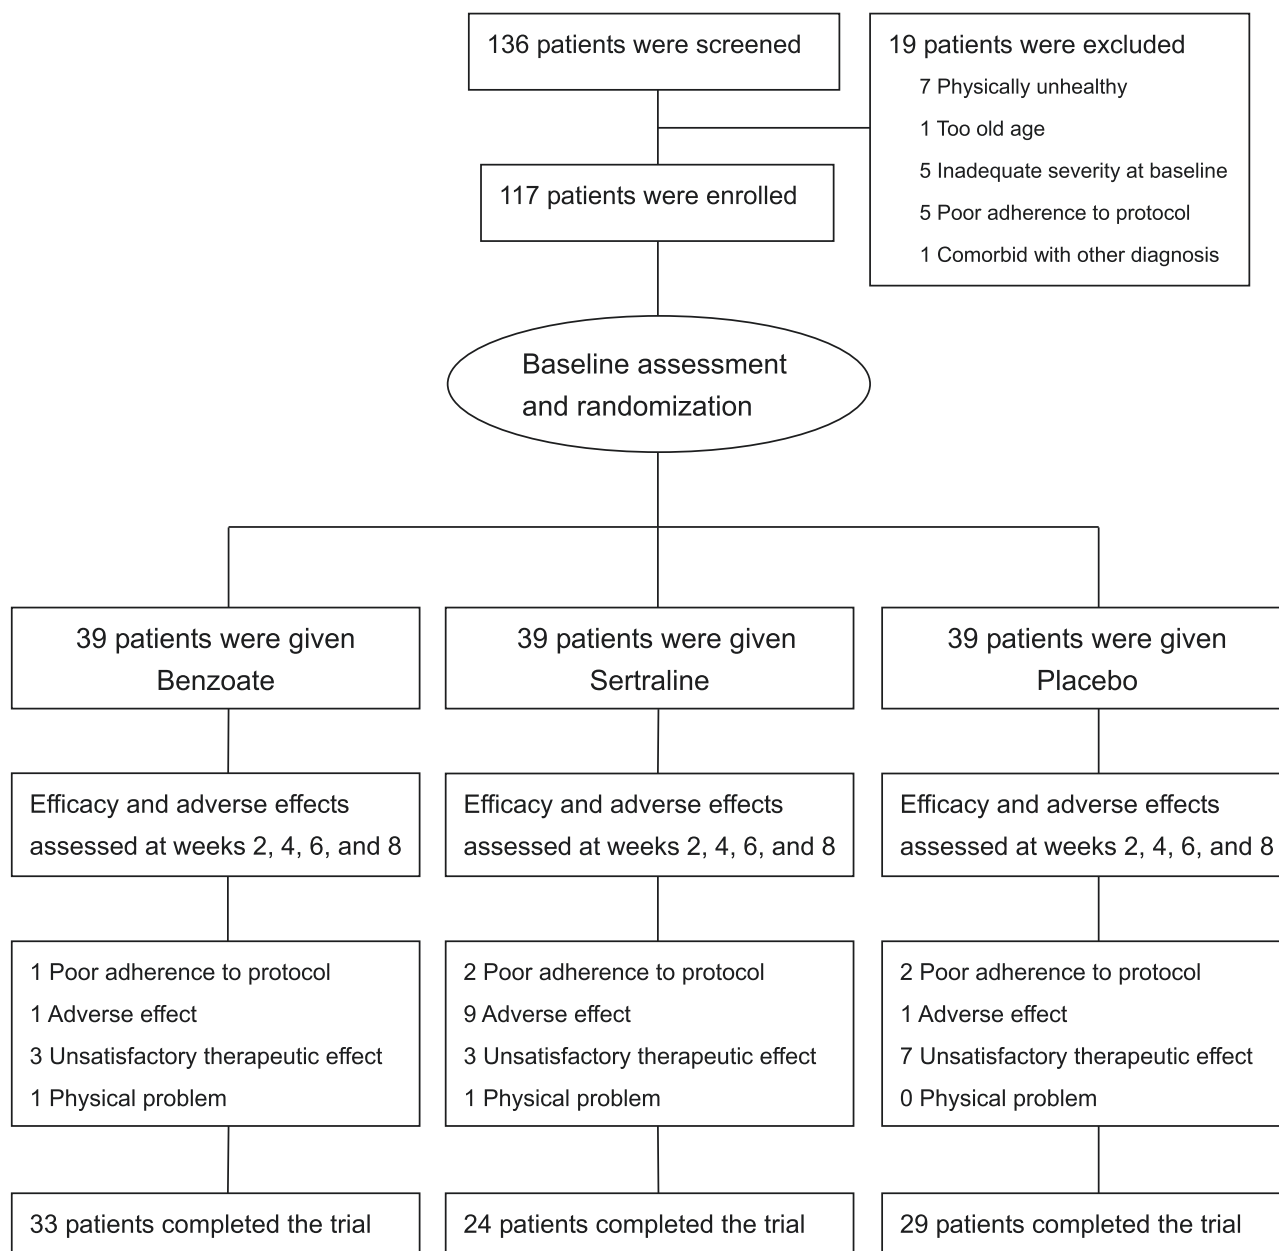 136 patients were screened
19 patients were excluded
7 Physically unhealthy
1 Too old age
5 Inadequate severity at baseline
5 Poor adherence to protocol
1 Comorbid with other diagnosis
117 patients were enrolled
Baseline assessment
and randomization
39 patients were given
Benzoate
39 patients were given
Sertraline
39 patients were given
Placebo
Efficacy and adverse effects
assessed at weeks 2, 4, 6, and 8
Efficacy and adverse effects
assessed at weeks 2, 4, 6, and 8
Efficacy and adverse effects
assessed at weeks 2, 4, 6, and 8
1 Poor adherence to protocol
1 Adverse effect
3 Unsatisfactory therapeutic effect
1 Physical problem
2 Poor adherence to protocol
9 Adverse effect
3 Unsatisfactory therapeutic effect
1 Physical problem
2 Poor adherence to protocol
1 Adverse effect
7 Unsatisfactory therapeutic effect
0 Physical problem
33 patients completed the trial
24 patients completed the trial
29 patients completed the trial